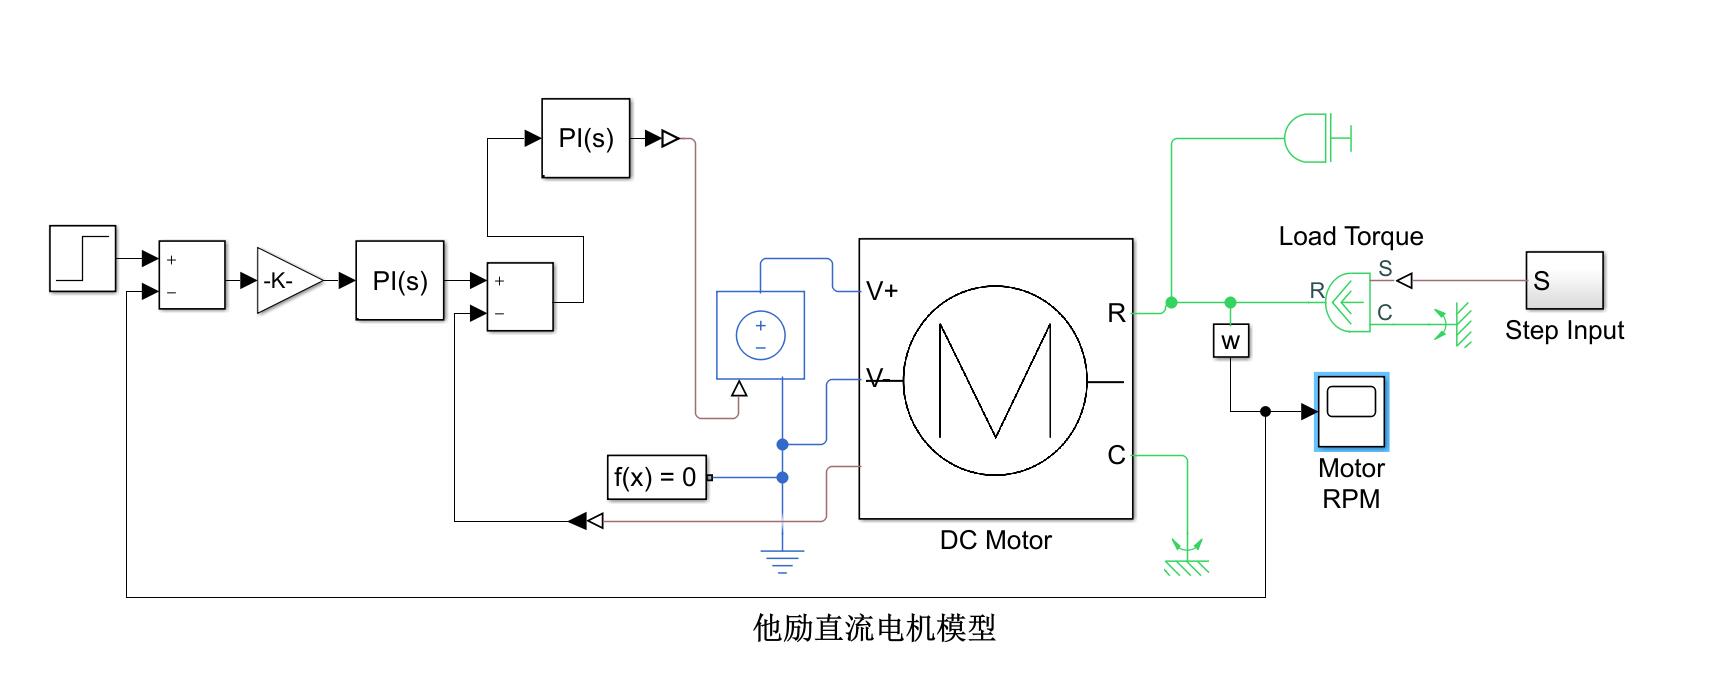 PI(s)
+
−
-K-
PI(s)
+
−
+
−
V+
V-
M
R
C
DC Motor
f(x) = 0
w
Load Torque
S
R
C
S
Step Input
Motor
RPM
他励直流电机模型